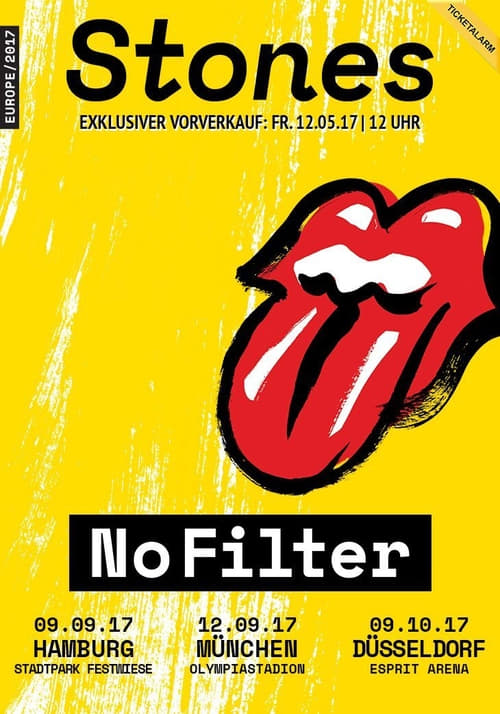 TICKETALARM
EUROPE/2017
Stones
EXKLUSIVER VORVERKAUF: FR. 12.05.17 | 12 UHR
No Filter
09.09.17
HAMBURG
STADTPARK FESTWIESE
12.09.17
MÜNCHEN
OLYMPIASTADION
09.10.17
DÜSSELDORF
ESPRIT ARENA